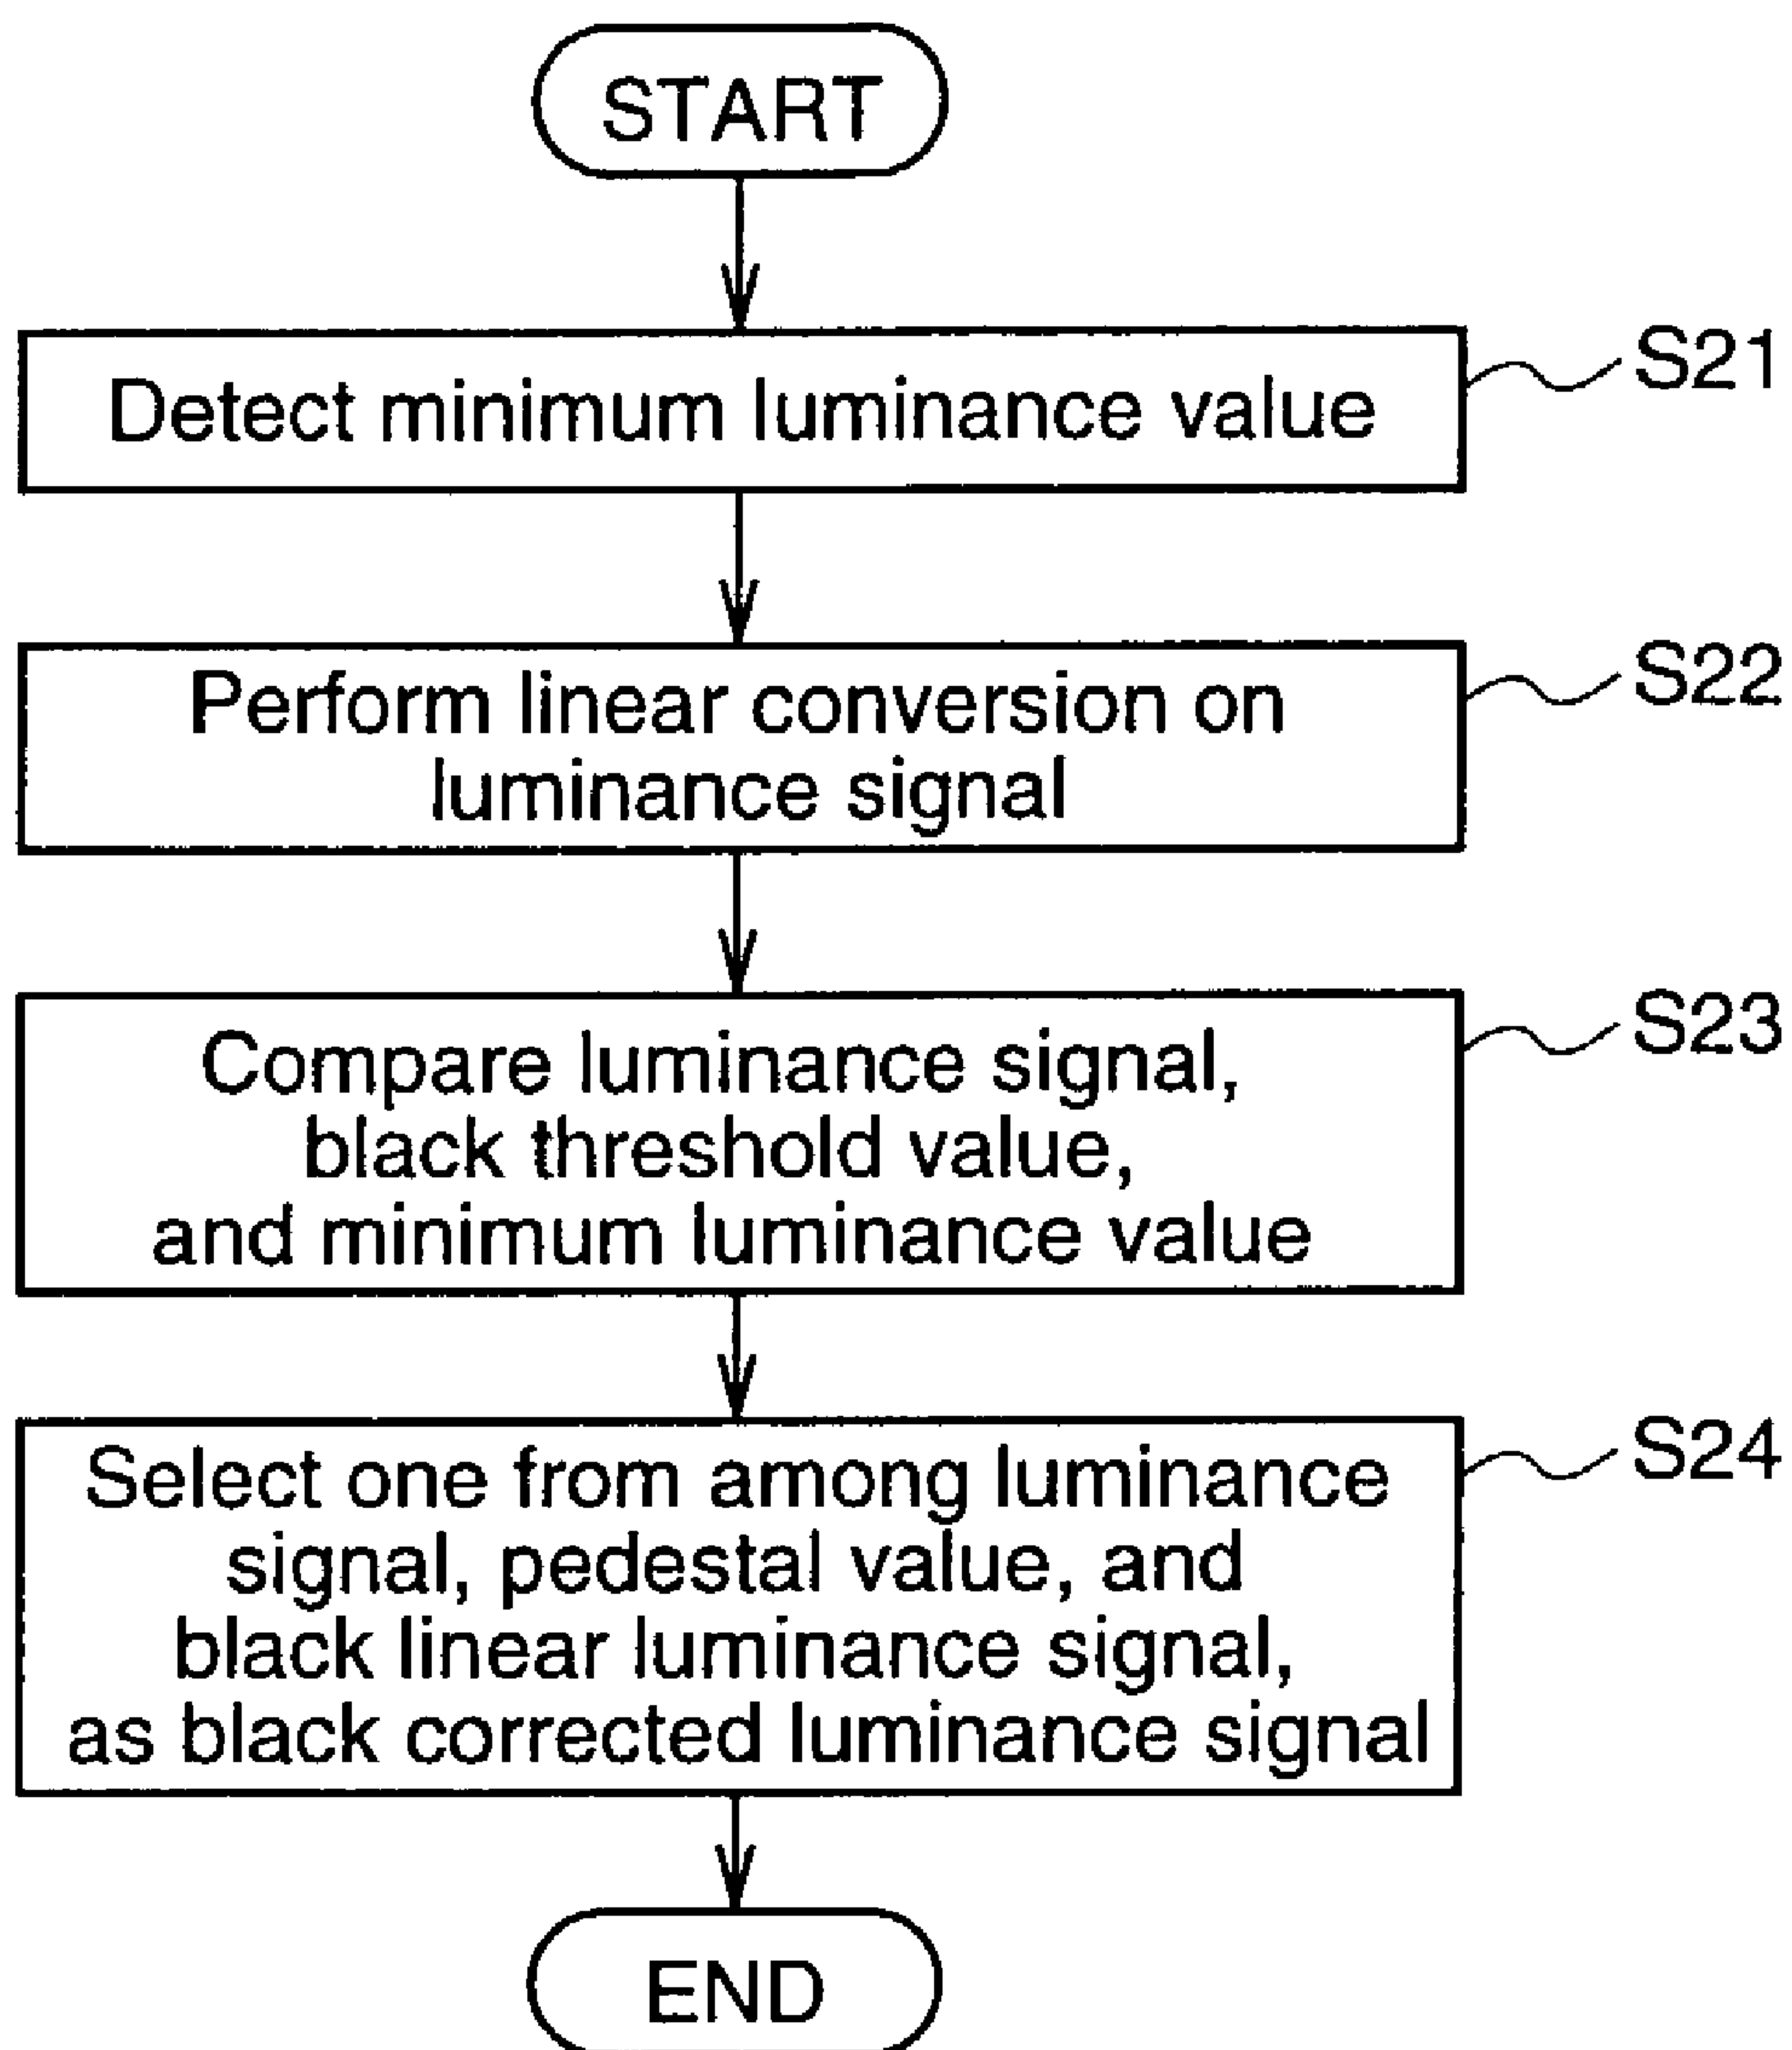 START
Detect minimum luminance value
S21
Perform linear conversion on
luminance signal
S22
Compare luminance signal,
black threshold value,
and minimum luminance value
S23
Select one from among luminance
signal, pedestal value, and
black linear luminance signal,
as black corrected luminance signal
S24
END